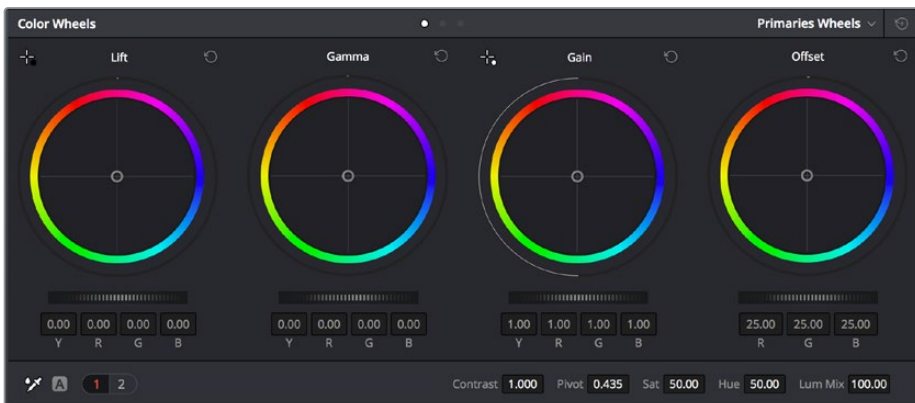 Color Wheels Primaries Wheels
Lift Gamma Gain Offset
0.00 0.00 0.00 0.00 0.00 0.00 0.00 0.00 1.00 1.00 1.00 1.00 25.00 25.00 25.00
Y R G B Y R G B Y R G B R G B
A 1 2 Contrast 1.000 Pivot 0.435 Sat 50.00 Hue 50.00 Lum Mix 100.00